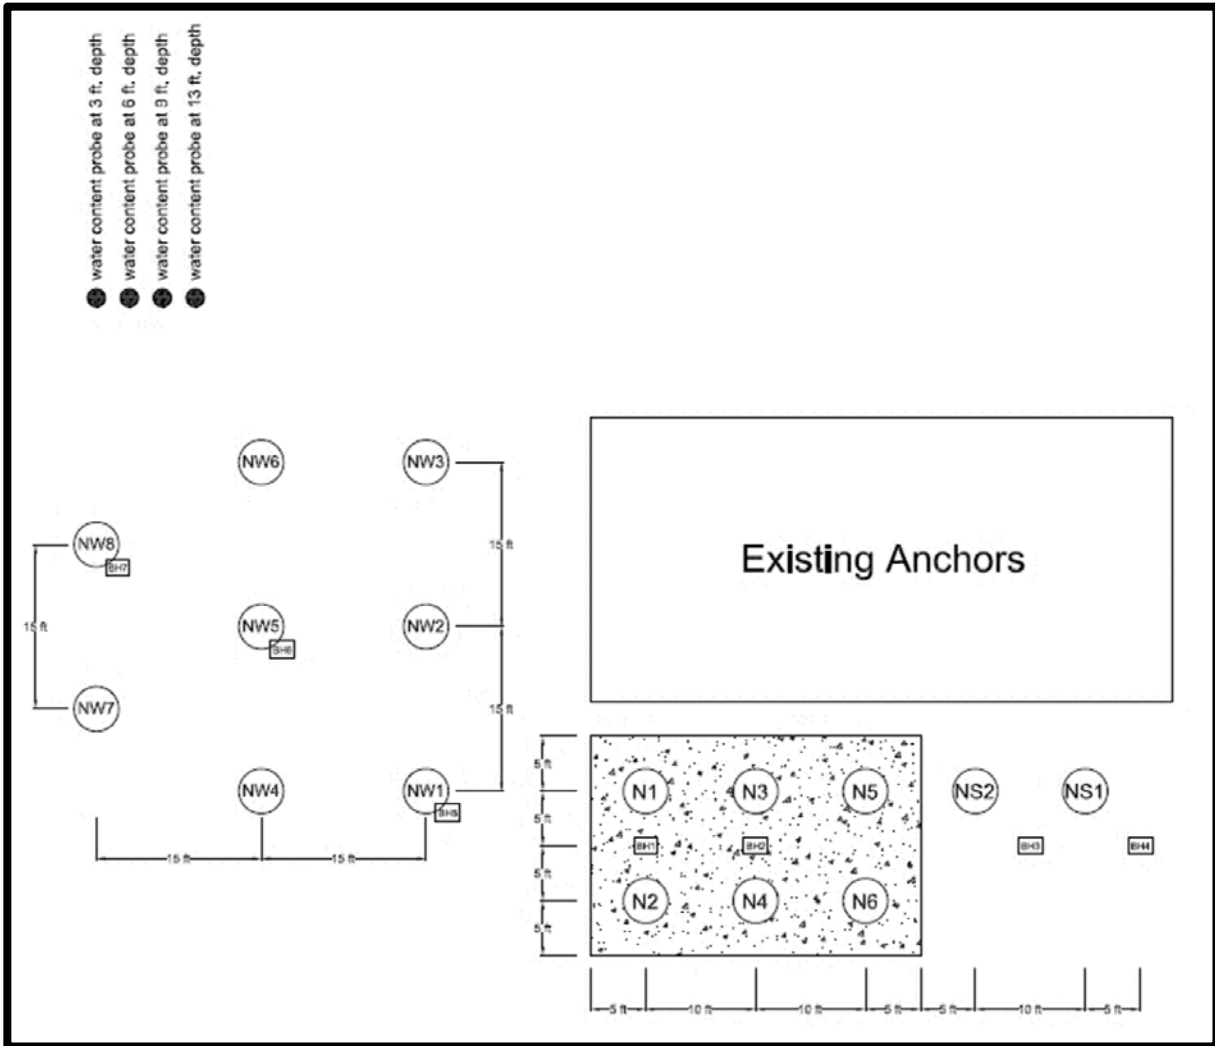 water content probe at 3 ft. depth
water content probe at 6 ft. depth
water content probe at 9 ft. depth
water content probe at 13 ft. depth
NW6
NW3
NW8
BH7
15 ft
Existing Anchors
15 ft
NW5
BH6
NW2
NW7
15 ft
NW4
NW1
BH5
15 ft
15 ft
5 ft
5 ft
5 ft
5 ft
N1
N3
N5
NS2
NS1
BH1
BH2
BH3
BH4
N2
N4
N6
5 ft
10 ft
10 ft
5 ft
5 ft
10 ft
5 ft